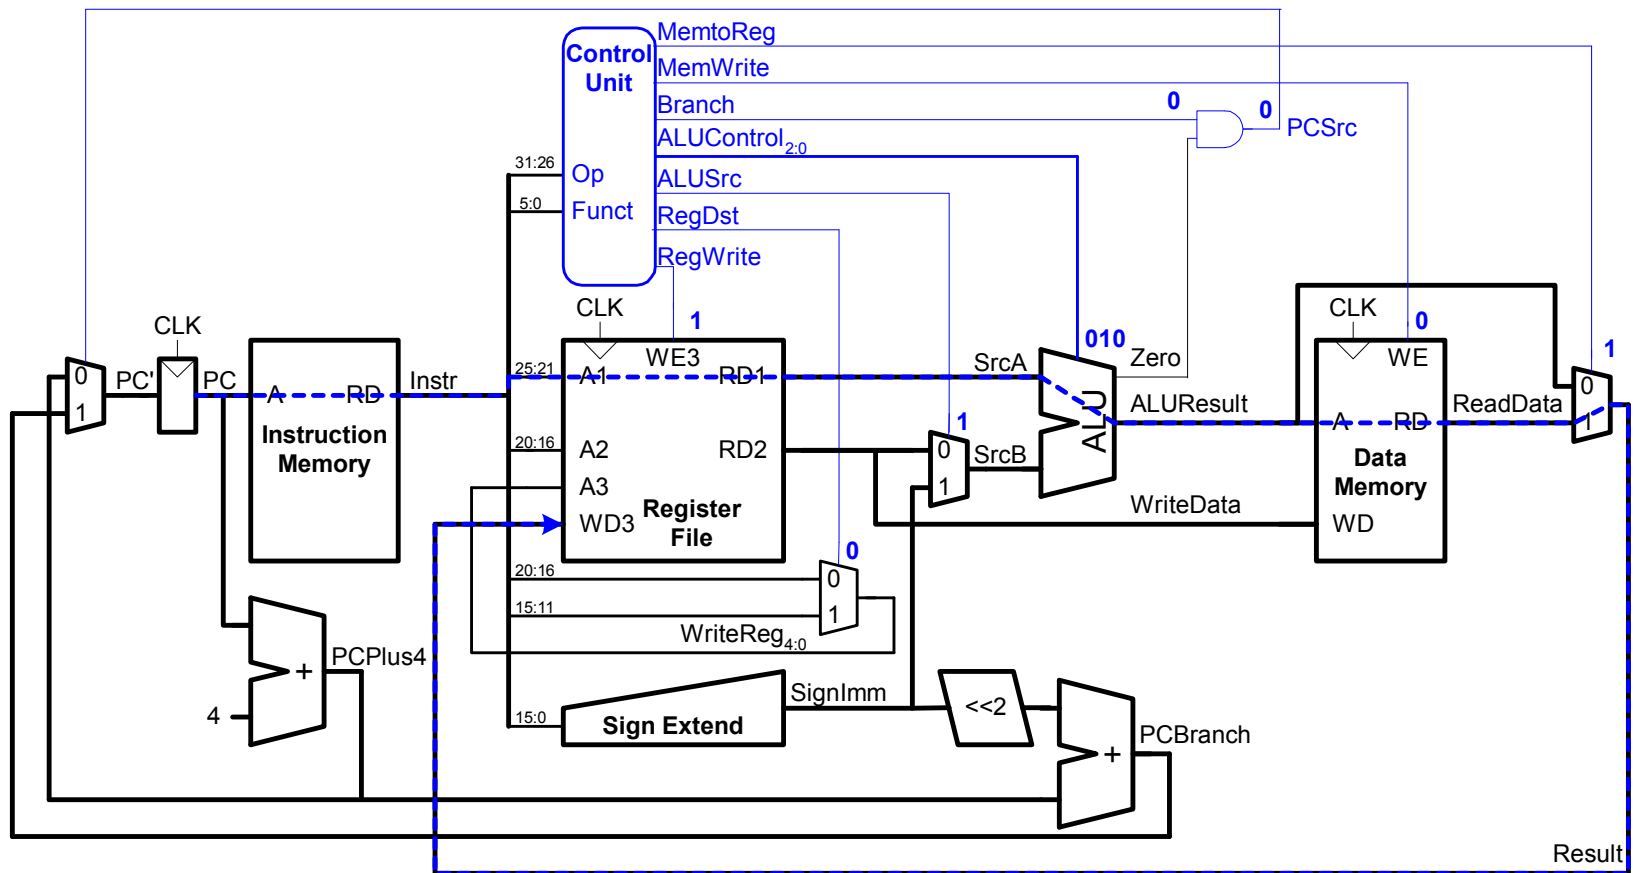 MemtoReg
Control
Unit
MemWrite
Branch
0
0
PCSrc
ALUControl2:0
31:26
Op
ALUSrc
5:0
Funct
RegDst
RegWrite
CLK
1
CLK
0
CLK
010
Zero
1
WE3
WE
0
PC'
PC
A
RD
Instr
25:21
A1
RD1
SrcA
ALU
ALUResult
A
RD
ReadData
0
1
1
Instruction
Memory
20:16
A2
RD2
1
0
SrcB
1
Data
Memory
A3
WD3
Register
File
WriteData
WD
0
20:16
0
15:11
1
WriteReg4:0
PCPlus4
+
4
15:0
Sign Extend
SignImm
<<2
+
PCBranch
Result